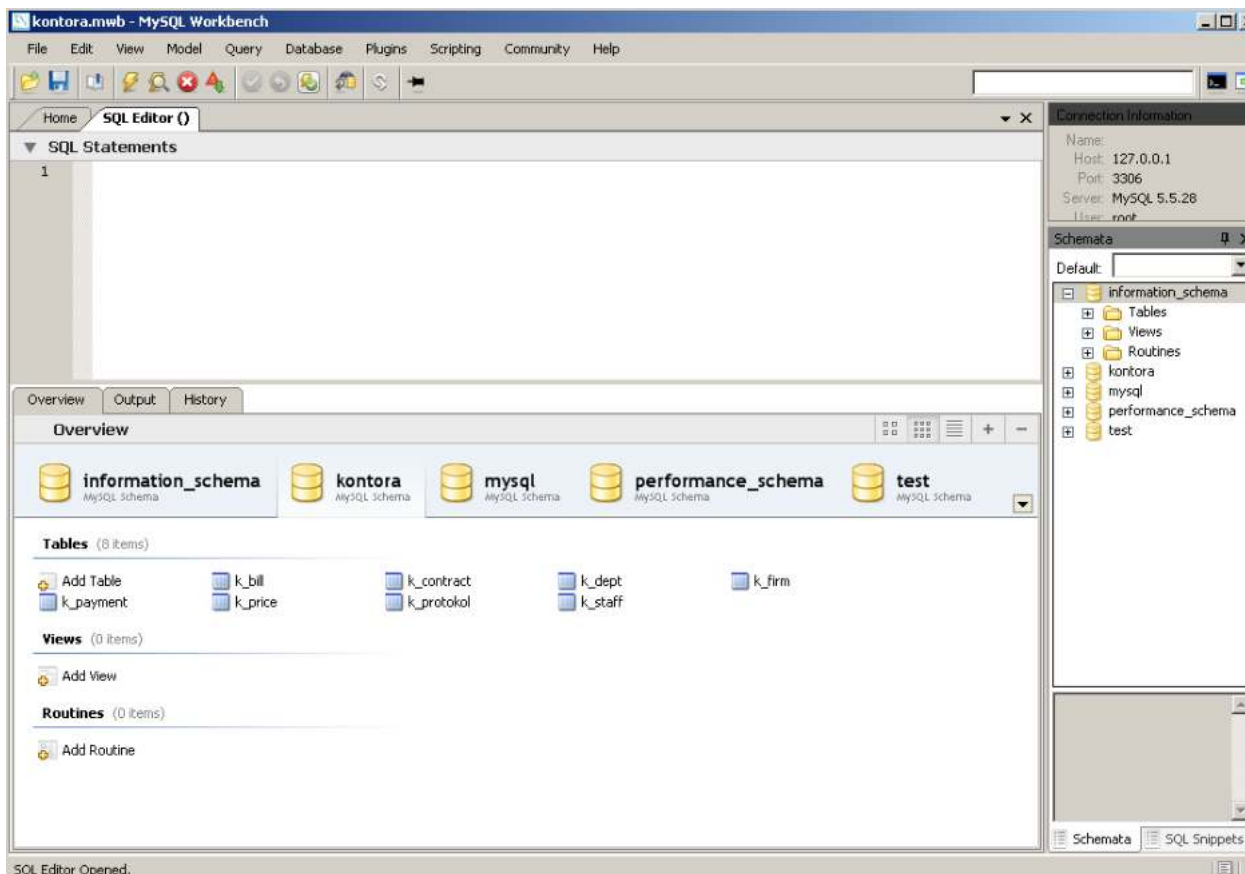 kontora.mwb - MySQL Workbench
File Edit View Model Query Database Plugins Scripting Community Help
Home SQL Editor ()
SQL Statements
1
Connection Information
Name:
Host: 127.0.0.1
Port: 3306
Server: MySQL 5.5.28
User: root
Schemata
Default:
information_schema
Tables
Views
Routines
kontora
mysql
performance_schema
test
Overview Output History
Overview
information_schema kontora mysql performance_schema test
MySQL Schema MySQL Schema MySQL Schema MySQL Schema MySQL Schema
Tables (8 items)
Add Table k_bill k_contract k_dept k_firm
k_payment k_price k_protokol k_staff
Views (0 items)
Add View
Routines (0 items)
Add Routine
Schemata SQL Snippets
SQL Editor Opened.